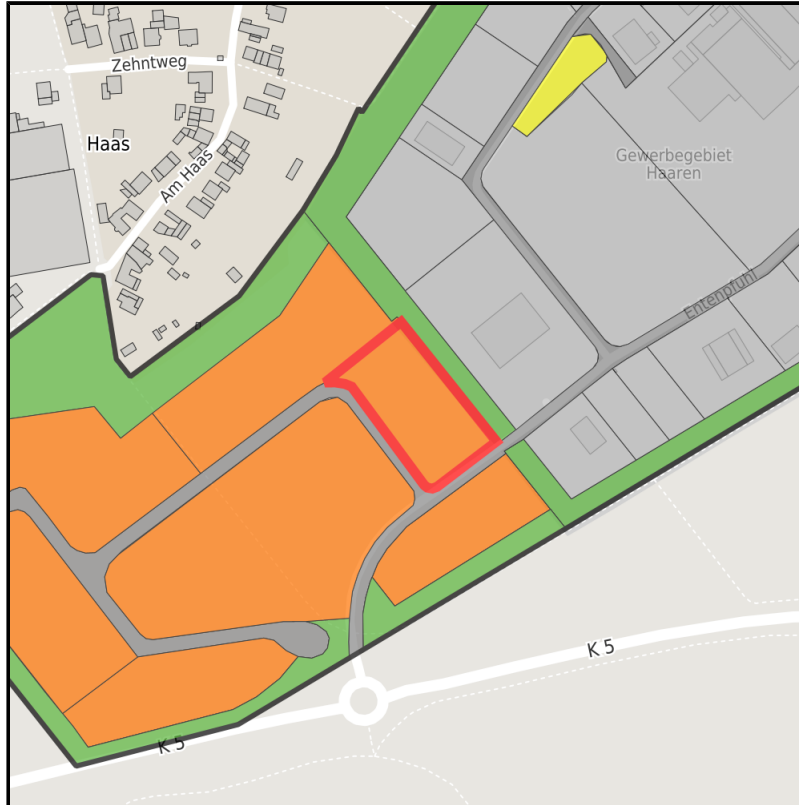 Zehntweg
Haas
Am Haas
Gewerbegebiet
Haaren
Entenpfuhl
K 5
K 5